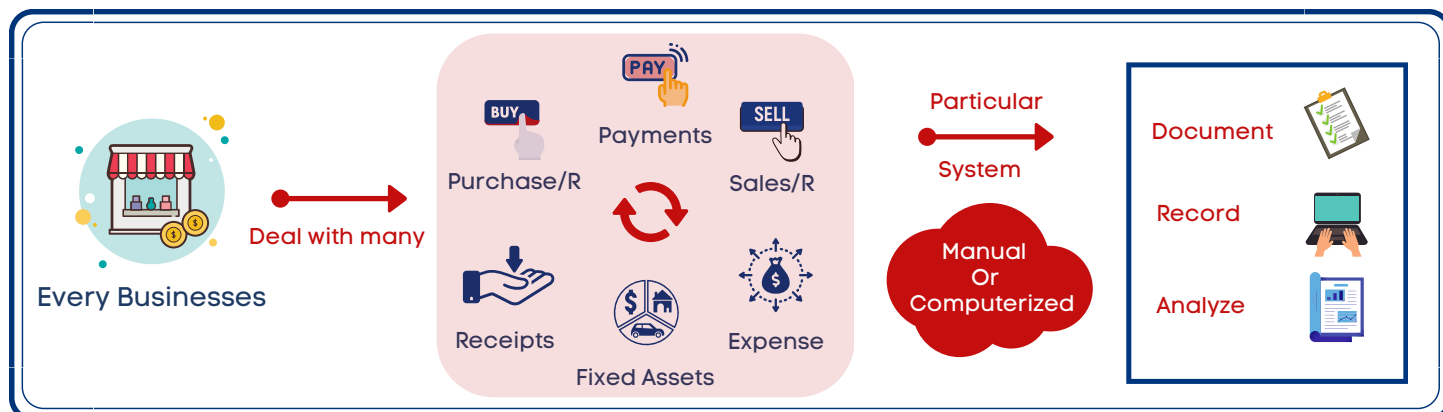 Every Businesses
Deal with many
PAY
Payments
BUY
Purchase/R
SELL
Sales/R
$
$
Receipts
$
Fixed Assets
$
Expense
Particular
System
Manual
Or
Computerized
Document
Record
Analyze